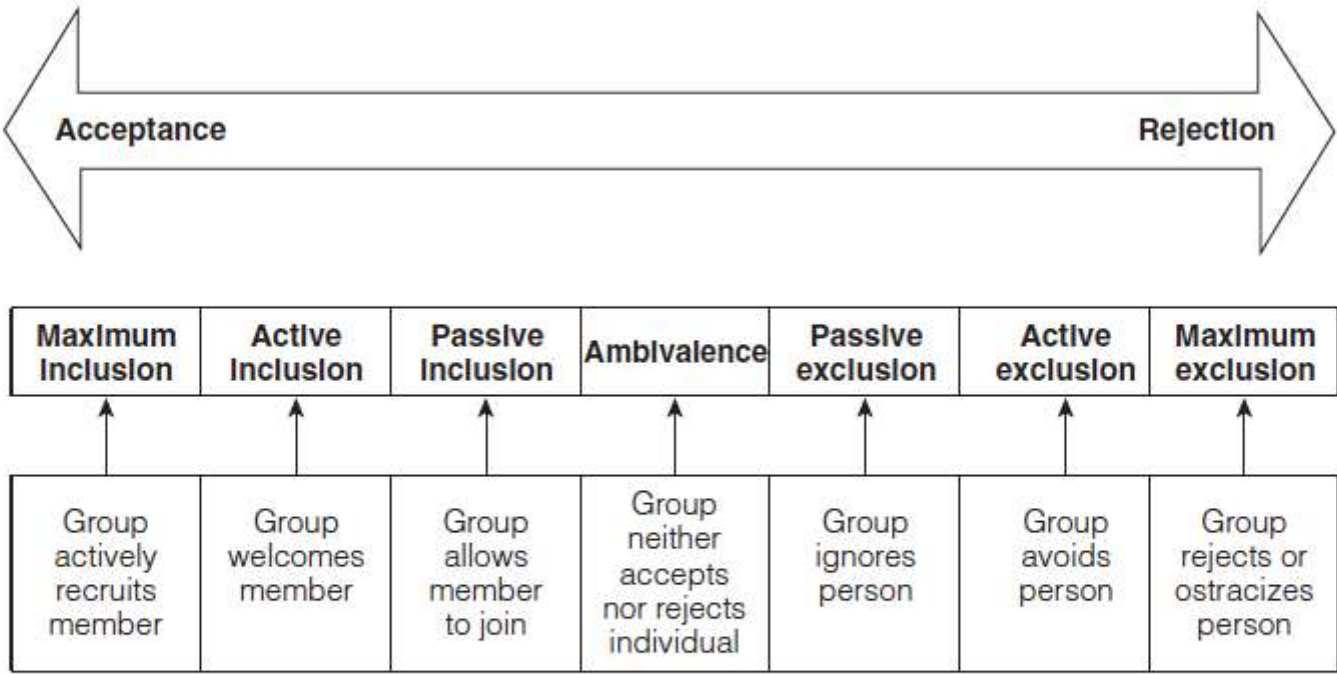 Acceptance
Rejection
Maximum
inclusion
Active
inclusion
Passive
inclusion
Ambivalence
Passive
exclusion
Active
exclusion
Maximum
exclusion
Group
actively
recruits
member
Group
welcomes
member
Group
allows
member
to join
Group
neither
accepts
nor rejects
individual
Group
ignores
person
Group
avoids
person
Group
rejects or
ostracizes
person